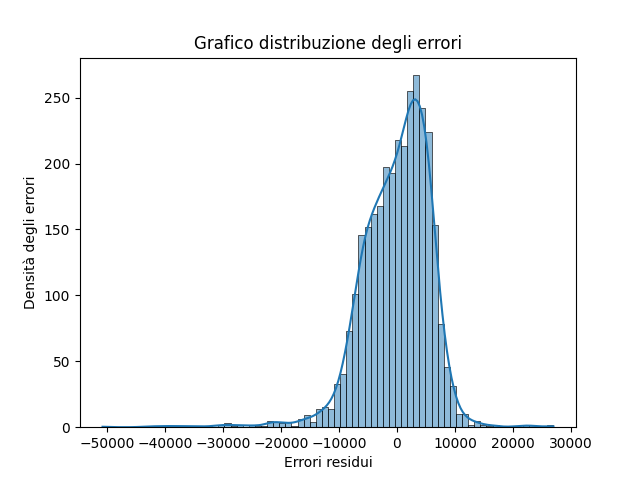 Grafico distribuzione degli errori
250
200
150
100
50
0
Densità degli errori
−50000 −40000 −30000 −20000 −10000 0 10000 20000 30000
Errori residui